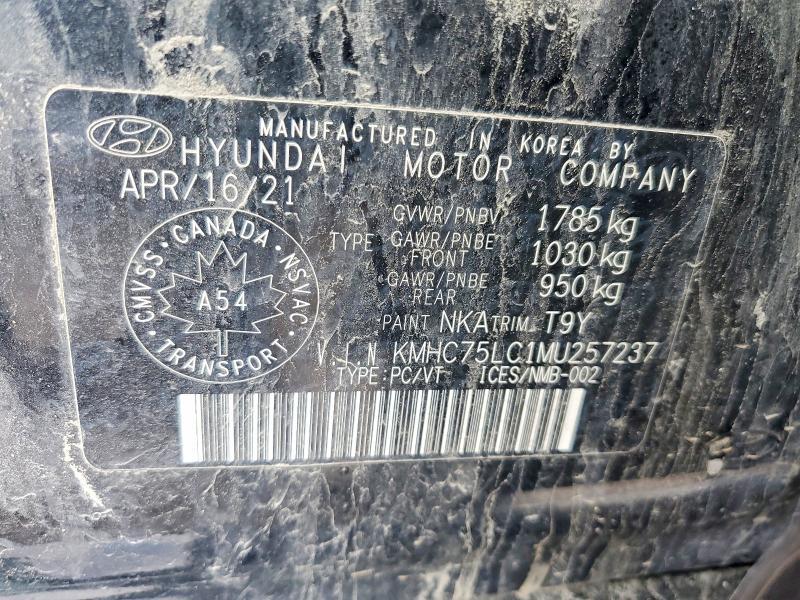 MANUFACTURED IN KOREA BY
HYUNDAI MOTOR COMPANY
APR/16/21
GVWR/PNBV 1785 kg
TYPE GAWR/PNBE FRONT 1030 kg
GAWR/PNBE REAR 950 kg
PAINT NKA TRIM T9Y
CMVSS · CANADA · NSVAC
A54
TRANSPORT
V.I.N KMHC75LC1MU257237
TYPE:PC/VT ICES/NMB-002